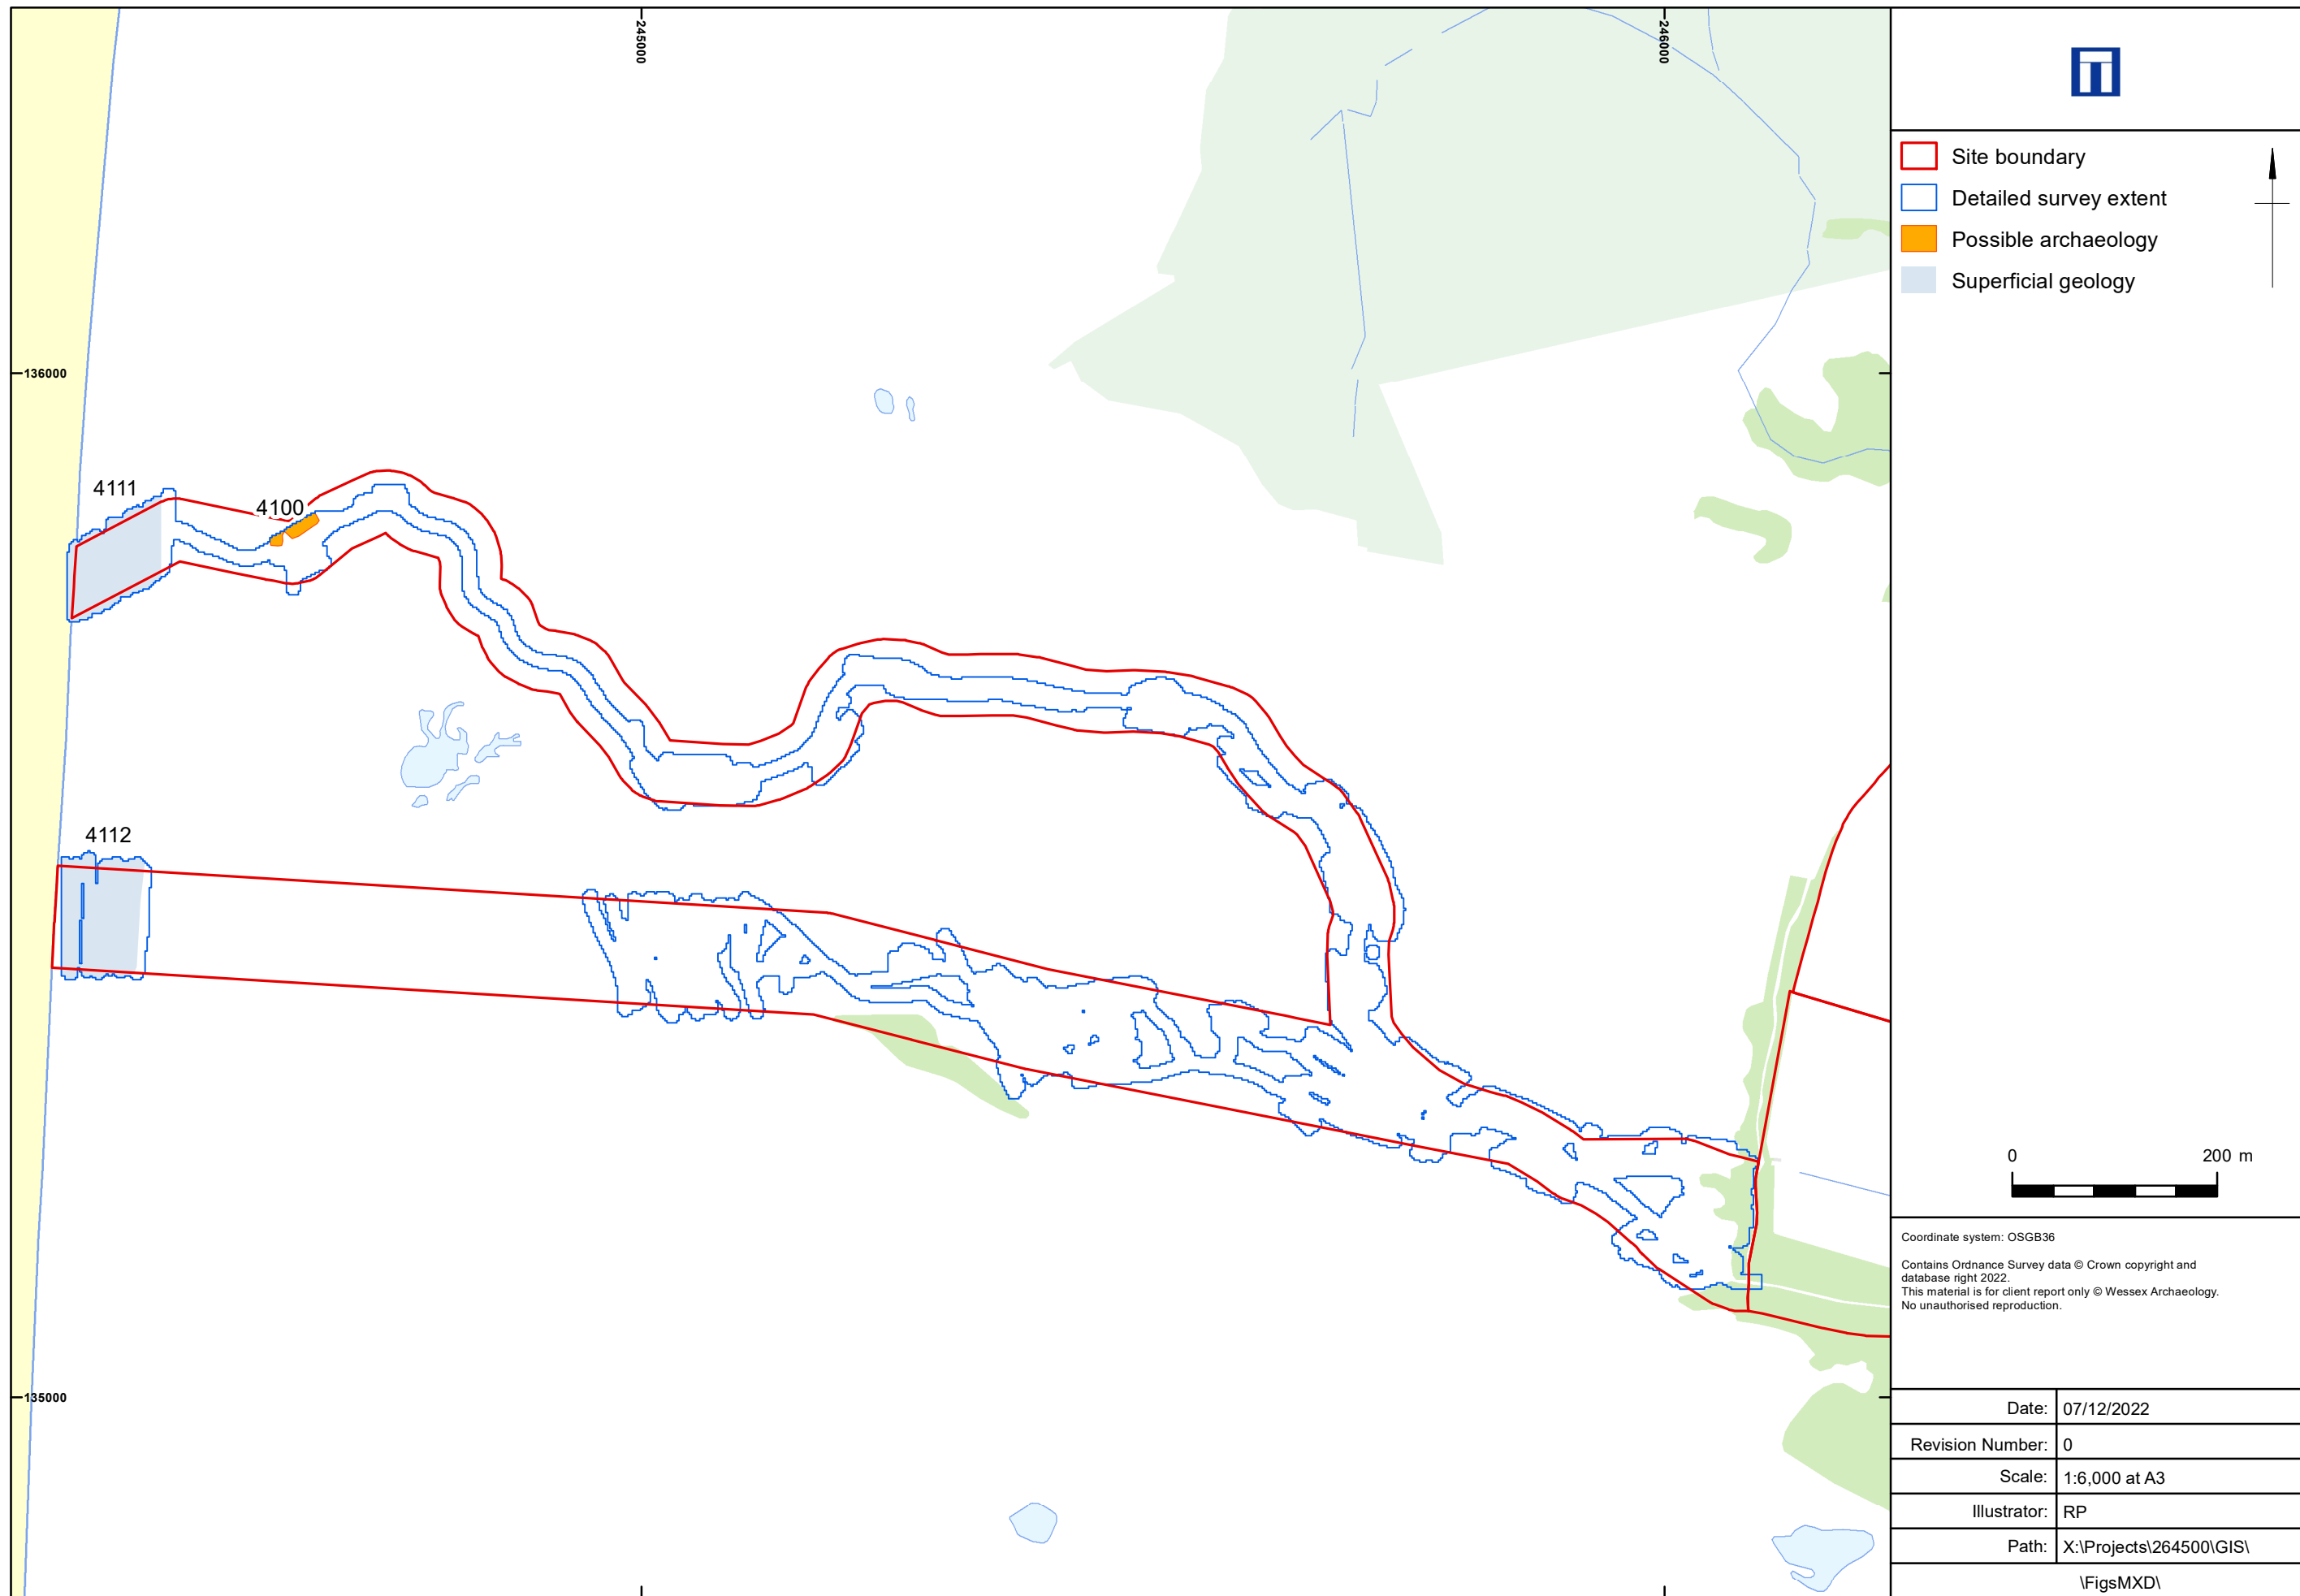 245000
246000
136000
135000
4111
4100
4112
Site boundary
Detailed survey extent
Possible archaeology
Superficial geology
0 200 m
Coordinate system: OSGB36
Contains Ordnance Survey data © Crown copyright and
database right 2022.
This material is for client report only © Wessex Archaeology.
No unauthorised reproduction.
Date: 07/12/2022
Revision Number: 0
Scale: 1:6,000 at A3
Illustrator: RP
Path: X:\Projects\264500\GIS\
\FigsMXD\